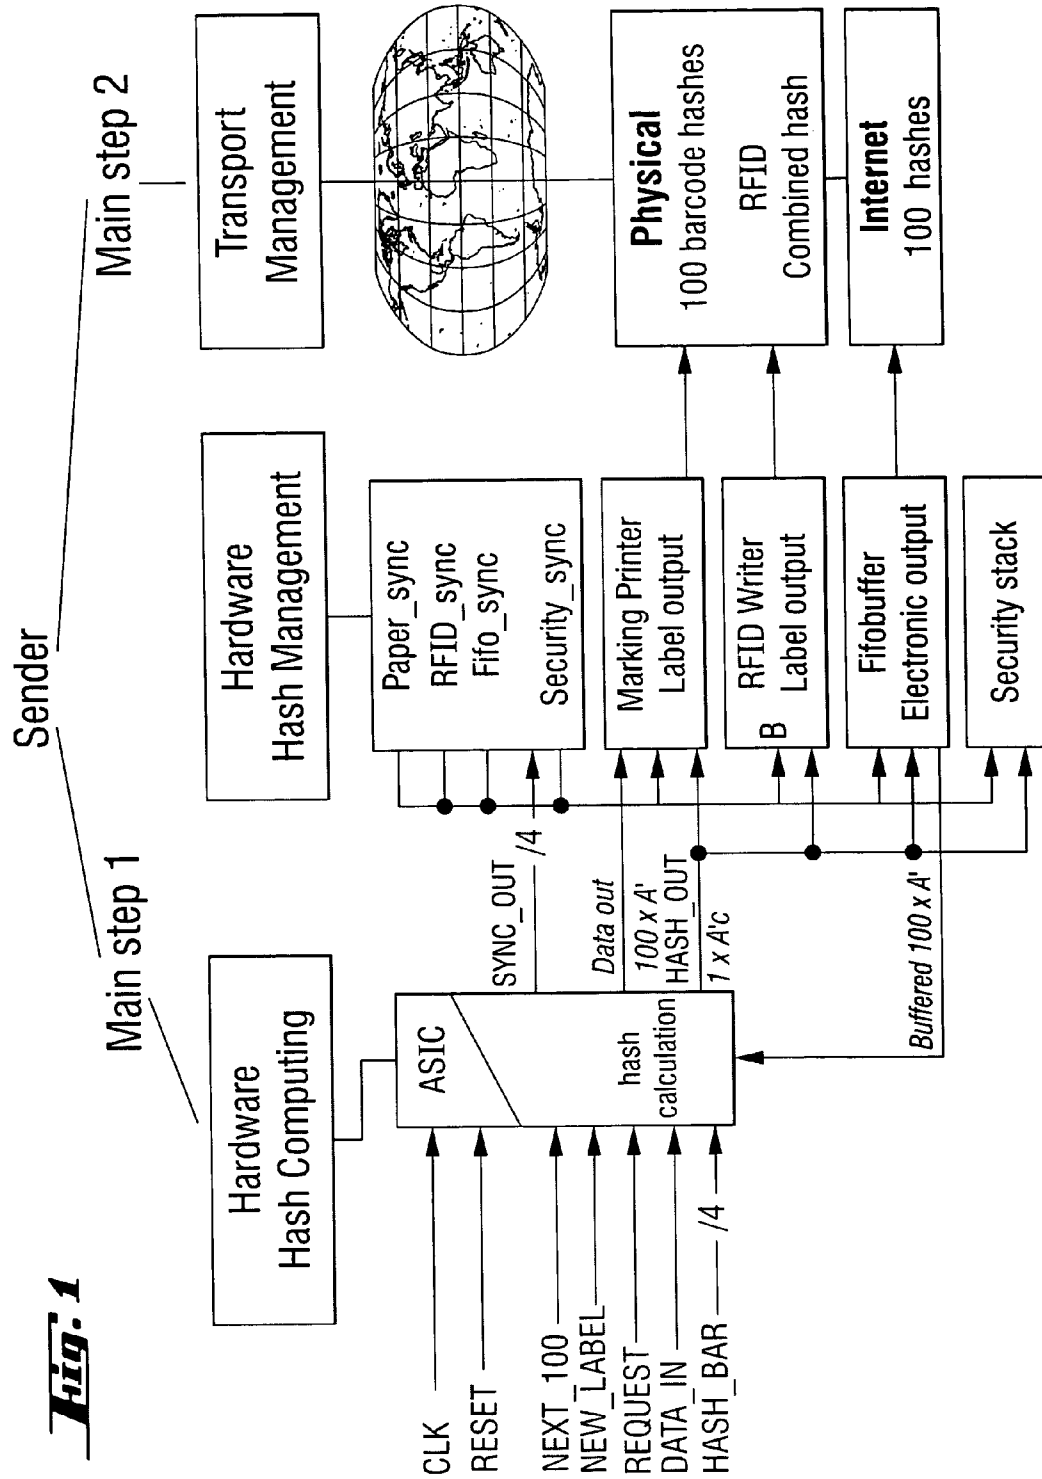 Fig. 1
Sender
Main step 1
Main step 2
Hardware
Hash Computing
Hardware
Hash Management
Transport
Management
CLK
RESET
NEXT_100
NEW_LABEL
REQUEST
DATA_IN
HASH_BAR
/4
ASIC
hash
calculation
SYNC_OUT
/4
Data out
100 x A'
HASH_OUT
1 x A'c
Buffered 100 x A'
Paper_sync
RFID_sync
Fifo_sync
Security_sync
Marking Printer
Label output
RFID Writer
Label output
B
Fifobuffer
Electronic output
Security stack
Physical
100 barcode hashes
RFID
Combined hash
Internet
100 hashes